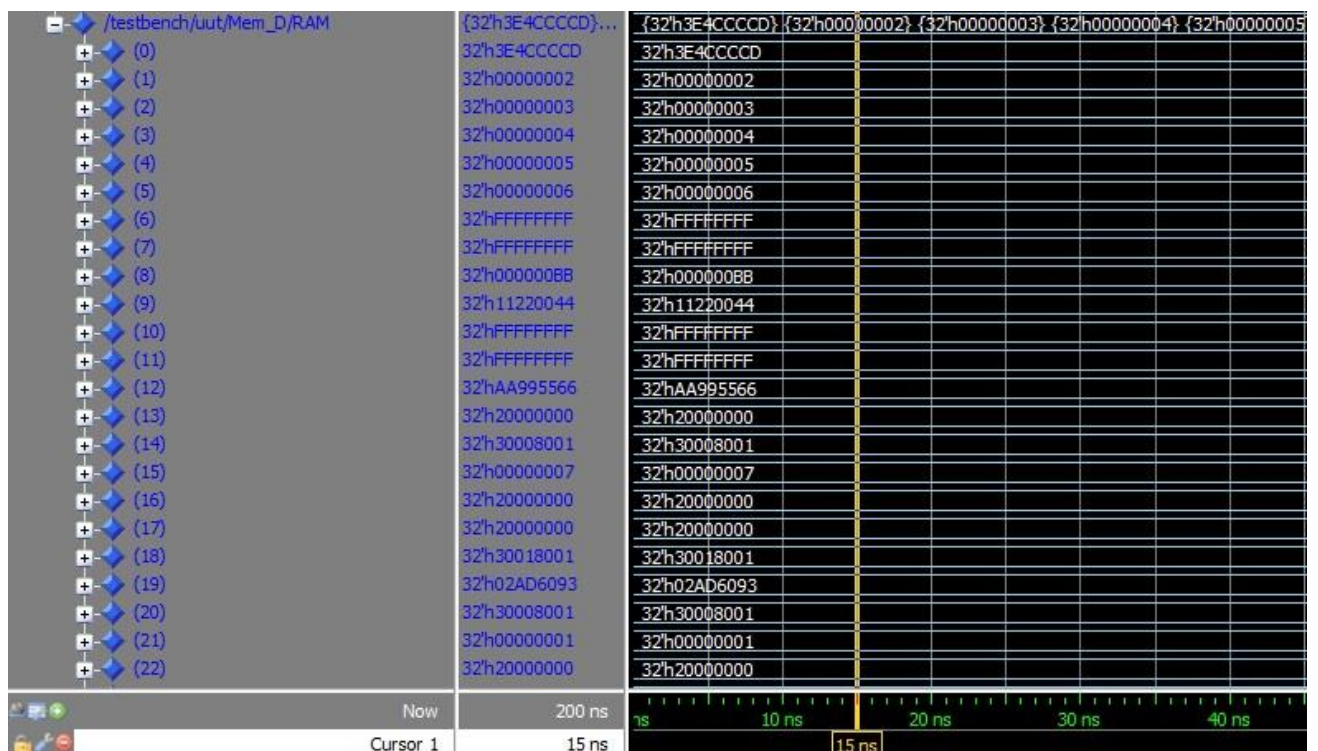 /testbench/uut/Mem_D/RAM {32'h3E4CCCCD}... {32'h3E4CCCCD} {32'h00000002} {32'h00000003} {32'h00000004} {32'h00000005
(0) 32'h3E4CCCCD 32'h3E4CCCCD
(1) 32'h00000002 32'h00000002
(2) 32'h00000003 32'h00000003
(3) 32'h00000004 32'h00000004
(4) 32'h00000005 32'h00000005
(5) 32'h00000006 32'h00000006
(6) 32'hFFFFFFFF 32'hFFFFFFFF
(7) 32'hFFFFFFFF 32'hFFFFFFFF
(8) 32'h000000BB 32'h000000BB
(9) 32'h11220044 32'h11220044
(10) 32'hFFFFFFFF 32'hFFFFFFFF
(11) 32'hFFFFFFFF 32'hFFFFFFFF
(12) 32'hAA995566 32'hAA995566
(13) 32'h20000000 32'h20000000
(14) 32'h30008001 32'h30008001
(15) 32'h00000007 32'h00000007
(16) 32'h20000000 32'h20000000
(17) 32'h20000000 32'h20000000
(18) 32'h30018001 32'h30018001
(19) 32'h02AD6093 32'h02AD6093
(20) 32'h30008001 32'h30008001
(21) 32'h00000001 32'h00000001
(22) 32'h20000000 32'h20000000
Now 200 ns ns 10 ns 20 ns 30 ns 40 ns
Cursor 1 15 ns 15 ns